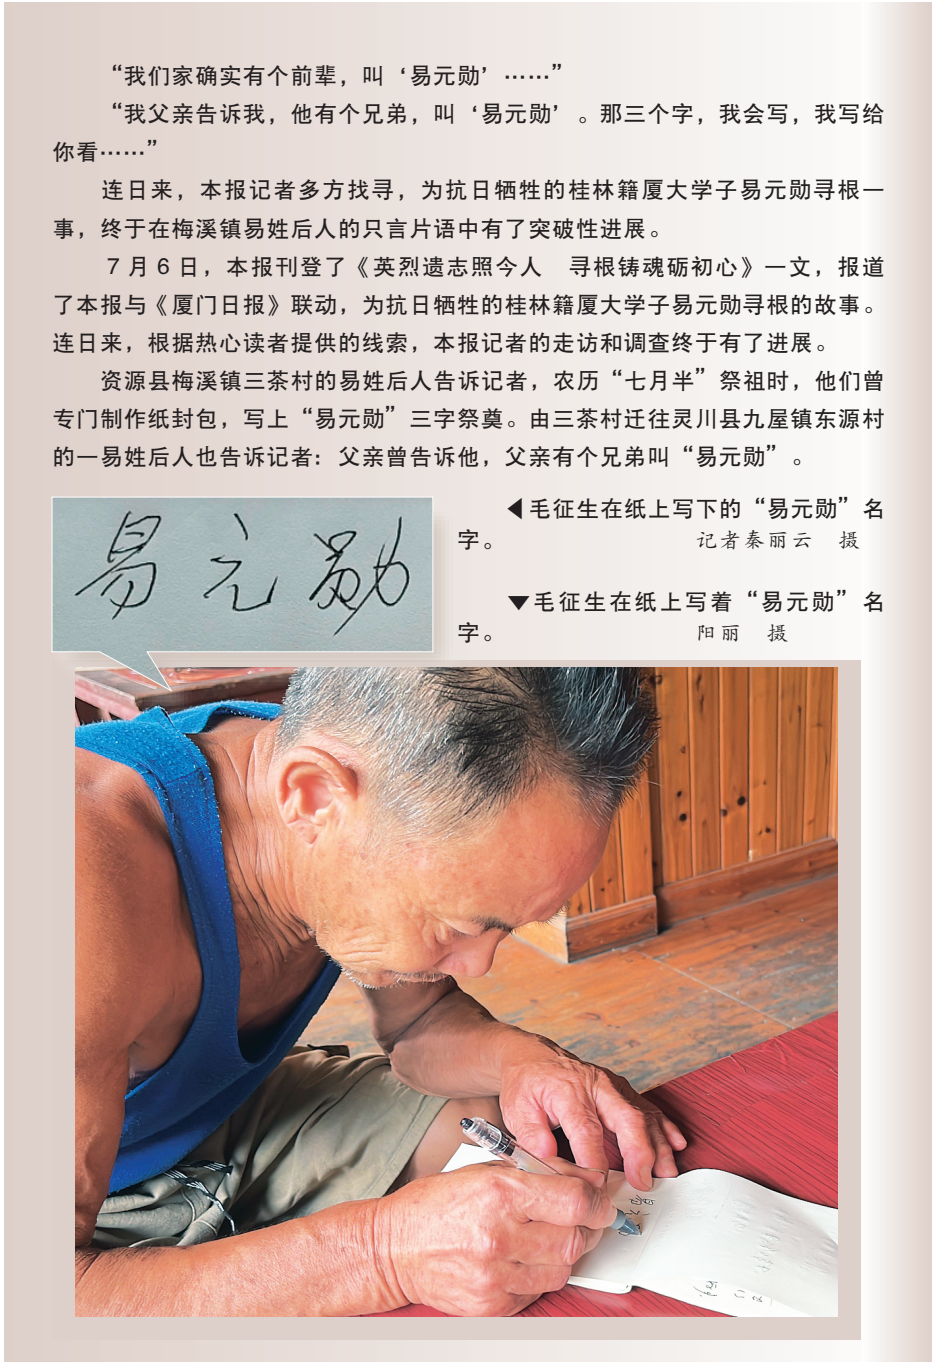 “我们家确实有个前辈，叫‘易元勋’……”
“我父亲告诉我，他有个兄弟，叫‘易元勋’。那三个字，我会写，我写给
你看……”
连日来，本报记者多方找寻，为抗日牺牲的桂林籍厦大学子易元勋寻根一
事，终于在梅溪镇易姓后人的只言片语中有了突破性进展。
7月6日，本报刊登了《英烈遗志照今人　寻根铸魂砺初心》一文，报道
了本报与《厦门日报》联动，为抗日牺牲的桂林籍厦大学子易元勋寻根的故事。
连日来，根据热心读者提供的线索，本报记者的走访和调查终于有了进展。
资源县梅溪镇三茶村的易姓后人告诉记者，农历“七月半”祭祖时，他们曾
专门制作纸封包，写上“易元勋”三字祭奠。由三茶村迁往灵川县九屋镇东源村
的一易姓后人也告诉记者：父亲曾告诉他，父亲有个兄弟叫“易元勋”。
易元勋
◀毛征生在纸上写下的“易元勋”名
字。　记者秦丽云　摄
▼毛征生在纸上写着“易元勋”名
字。　阳丽　摄